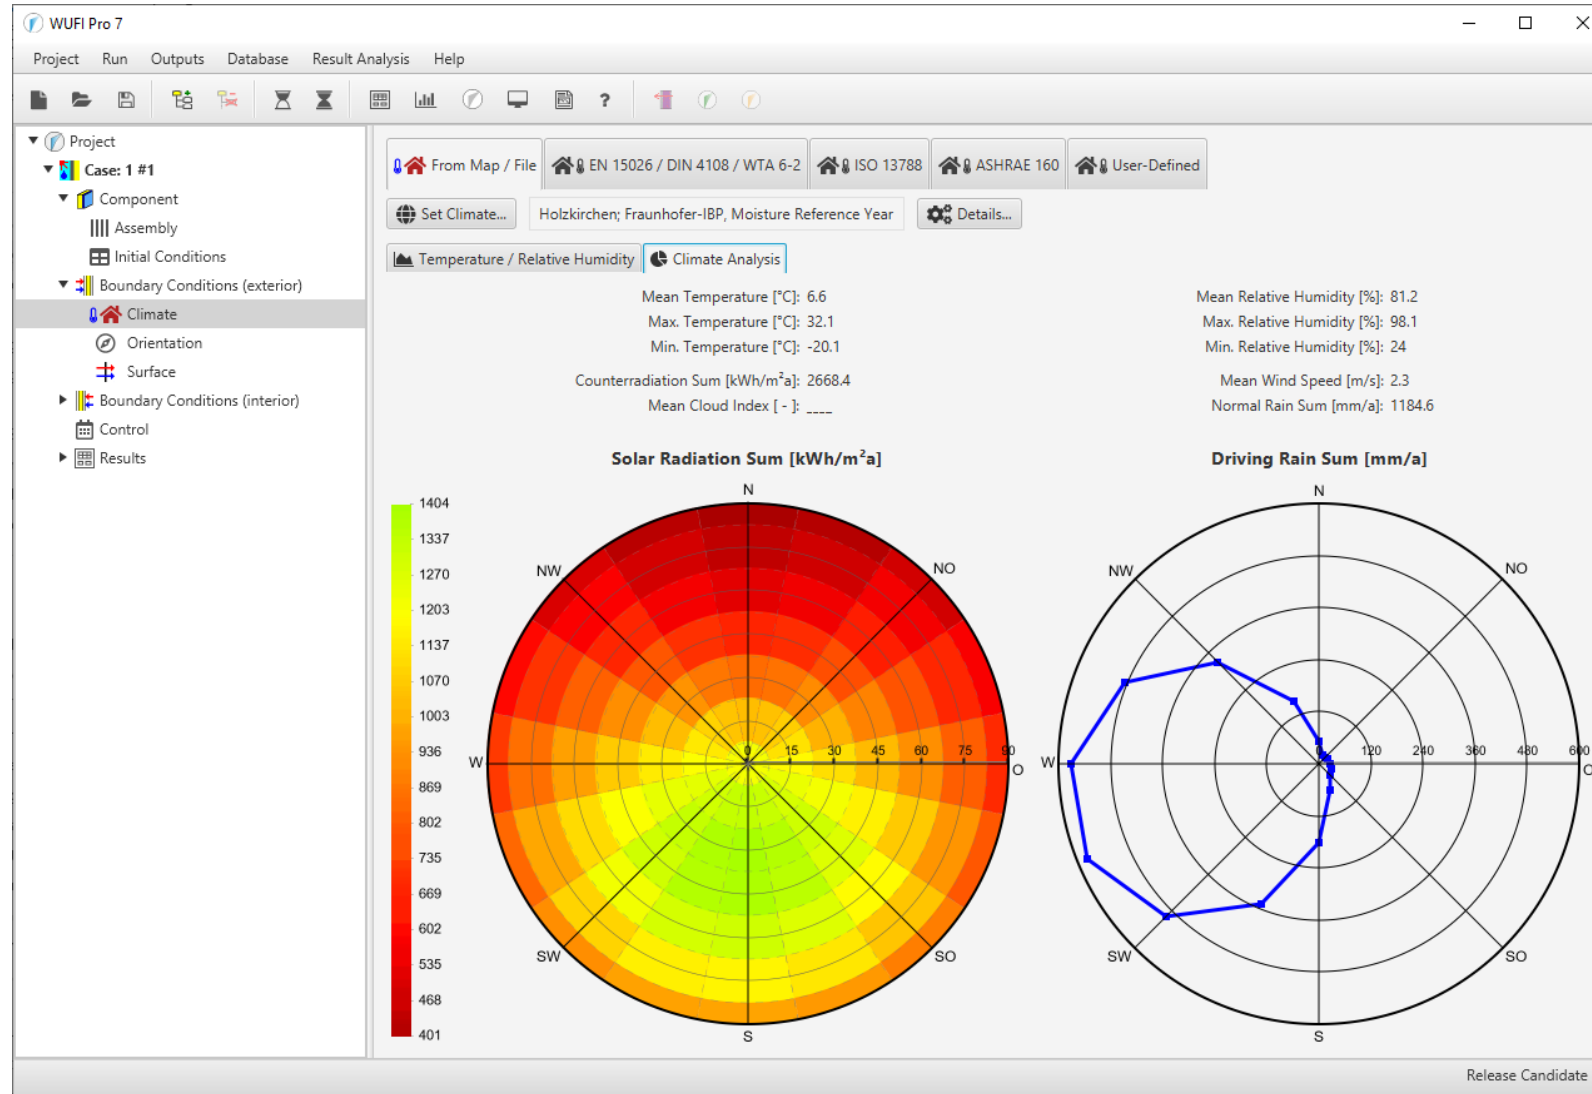 WUFI Pro 7
Project Run Outputs Database Result Analysis Help
Project
Case: 1 #1
Component
Assembly
Initial Conditions
Boundary Conditions (exterior)
Climate
Orientation
Surface
Boundary Conditions (interior)
Control
Results
From Map / File EN 15026 / DIN 4108 / WTA 6-2 ISO 13788 ASHRAE 160 User-Defined
Set Climate... Holzkirchen; Fraunhofer-IBP, Moisture Reference Year Details...
Temperature / Relative Humidity Climate Analysis
Mean Temperature [°C]: 6.6
Max. Temperature [°C]: 32.1
Min. Temperature [°C]: -20.1
Counterradiation Sum [kWh/m²a]: 2668.4
Mean Cloud Index [ - ]: ____
Mean Relative Humidity [%]: 81.2
Max. Relative Humidity [%]: 98.1
Min. Relative Humidity [%]: 24
Mean Wind Speed [m/s]: 2.3
Normal Rain Sum [mm/a]: 1184.6
Solar Radiation Sum [kWh/m²a]
1404
1337
1270
1203
1137
1070
1003
936
869
802
735
669
602
535
468
401
N
NW NO
0 15 30 45 60 75 90
W O
SW SO
S
Driving Rain Sum [mm/a]
N
NW NO
0 120 240 360 480 600
W O
SW SO
S
Release Candidate